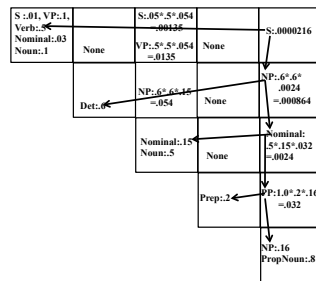 S :.01, VP:.1,
Verb:.5
Nominal:.03
Noun:.1
None
S:.05*.5*.054
=.00135
VP:.5*.5*.054
=.0135
None
S:.0000216
Det:.6
NP:.6*.6*.15
=.054
None
NP:.6*.6*
.0024
=.000864
Nominal:.15
Noun:.5
None
Nominal:
.5*.15*.032
=.0024
Prep:.2
PP:1.0*.2*.16
=.032
NP:.16
PropNoun:.8